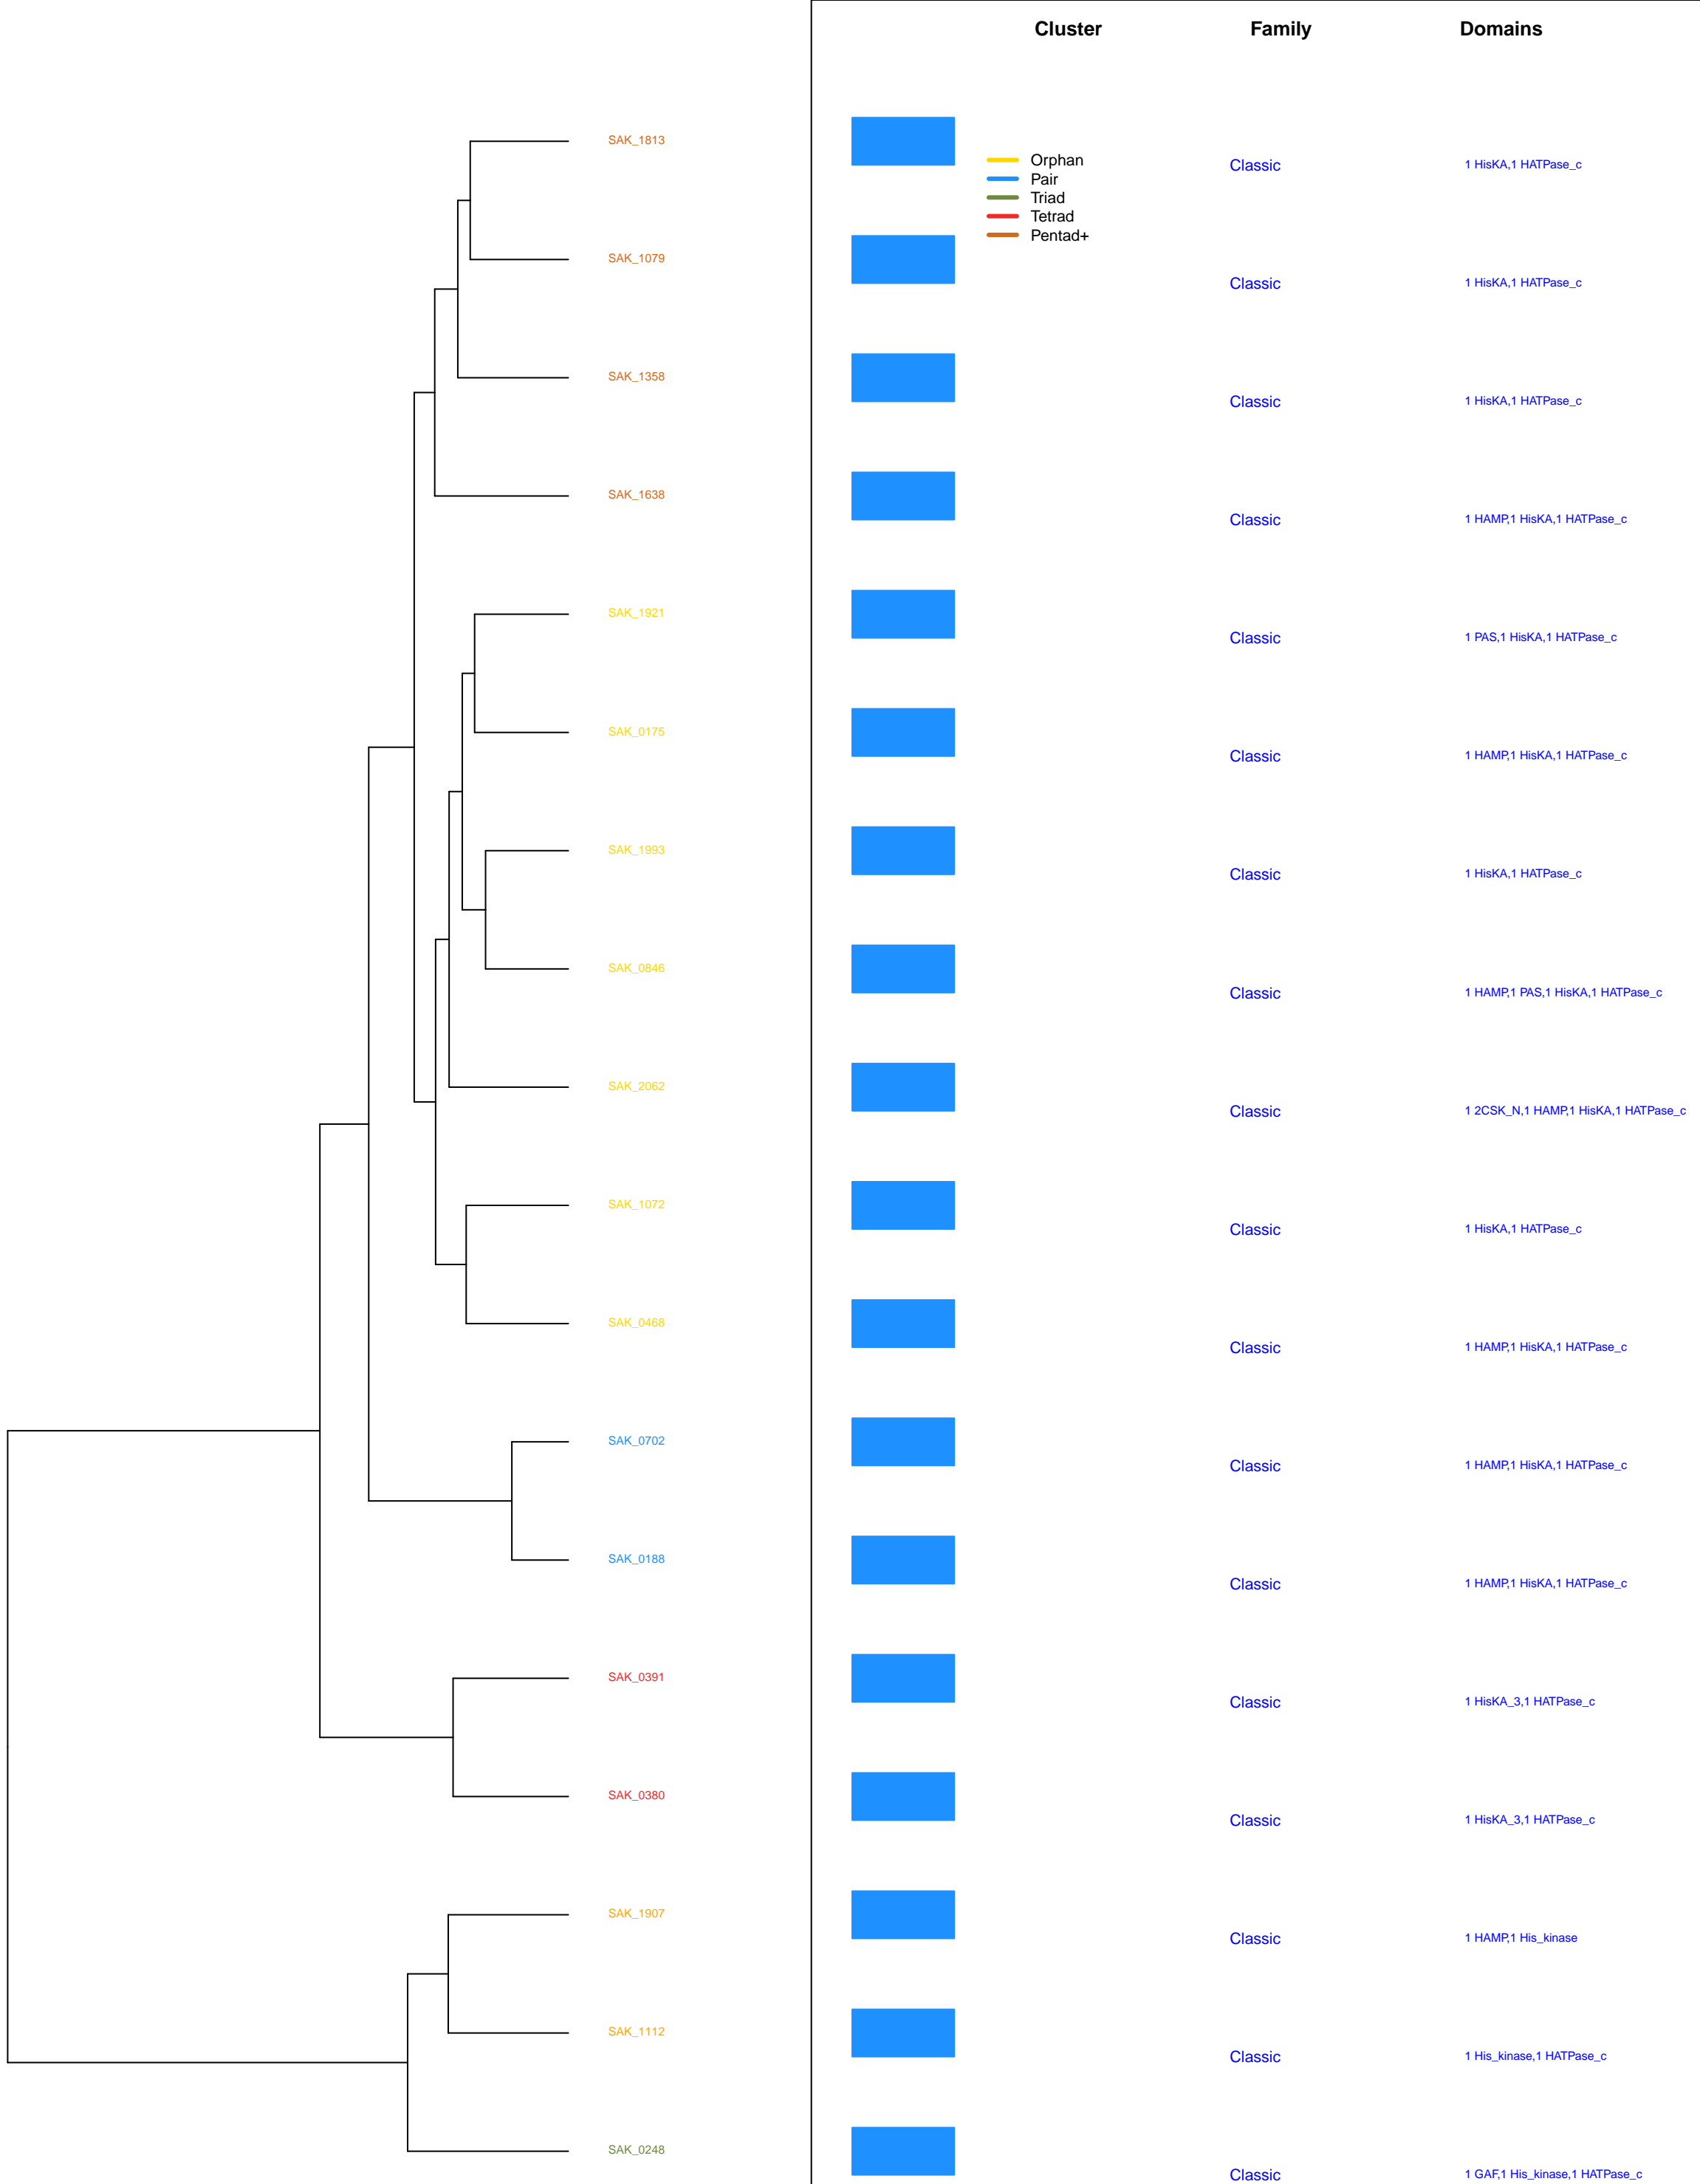 Cluster Family Domains
SAK_1813
Orphan
Classic 1 HisKA,1 HATPase_c
Pair
Triad
Tetrad
Pentad+
SAK_1079
Classic 1 HisKA,1 HATPase_c
SAK_1358
Classic 1 HisKA,1 HATPase_c
SAK_1638
Classic 1 HAMP,1 HisKA,1 HATPase_c
SAK_1921
Classic 1 PAS,1 HisKA,1 HATPase_c
SAK_0175
Classic 1 HAMP,1 HisKA,1 HATPase_c
SAK_1993
Classic 1 HisKA,1 HATPase_c
SAK_0846
Classic 1 HAMP,1 PAS,1 HisKA,1 HATPase_c
SAK_2062
Classic 1 2CSK_N,1 HAMP,1 HisKA,1 HATPase_c
SAK_1072
Classic 1 HisKA,1 HATPase_c
SAK_0468
Classic 1 HAMP,1 HisKA,1 HATPase_c
SAK_0702
Classic 1 HAMP,1 HisKA,1 HATPase_c
SAK_0188
Classic 1 HAMP,1 HisKA,1 HATPase_c
SAK_0391
Classic 1 HisKA_3,1 HATPase_c
SAK_0380
Classic 1 HisKA_3,1 HATPase_c
SAK_1907
Classic 1 HAMP,1 His_kinase
SAK_1112
Classic 1 His_kinase,1 HATPase_c
SAK_0248
Classic 1 GAF,1 His_kinase,1 HATPase_c